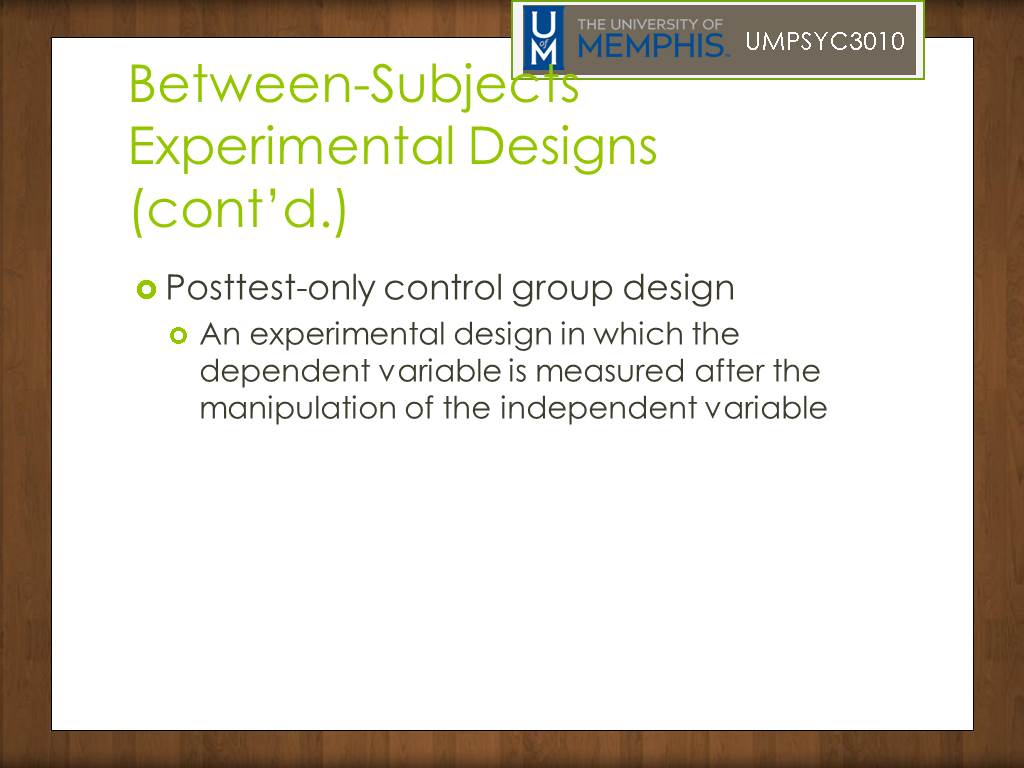 THE UNIVERSITY OF
MEMPHIS.
U
of
M
UMPSYC3010
Between-Subjects
Experimental Designs
(cont’d.)
Posttest-only control group design
An experimental design in which the
dependent variable is measured after the
manipulation of the independent variable